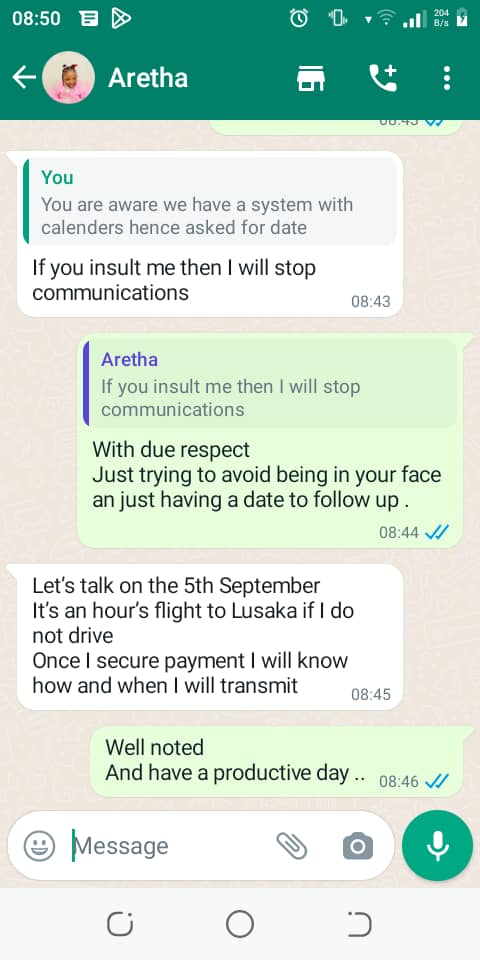 08:50
204
B/s
Aretha
08:43
You
You are aware we have a system with
calenders hence asked for date
If you insult me then I will stop
communications
08:43
Aretha
If you insult me then I will stop
communications
With due respect
Just trying to avoid being in your face
an just having a date to follow up .
08:44
Let's talk on the 5th September
It's an hour's flight to Lusaka if I do
not drive
Once I secure payment I will know
how and when I will transmit
08:45
Well noted
And have a productive day ..
08:46
Message